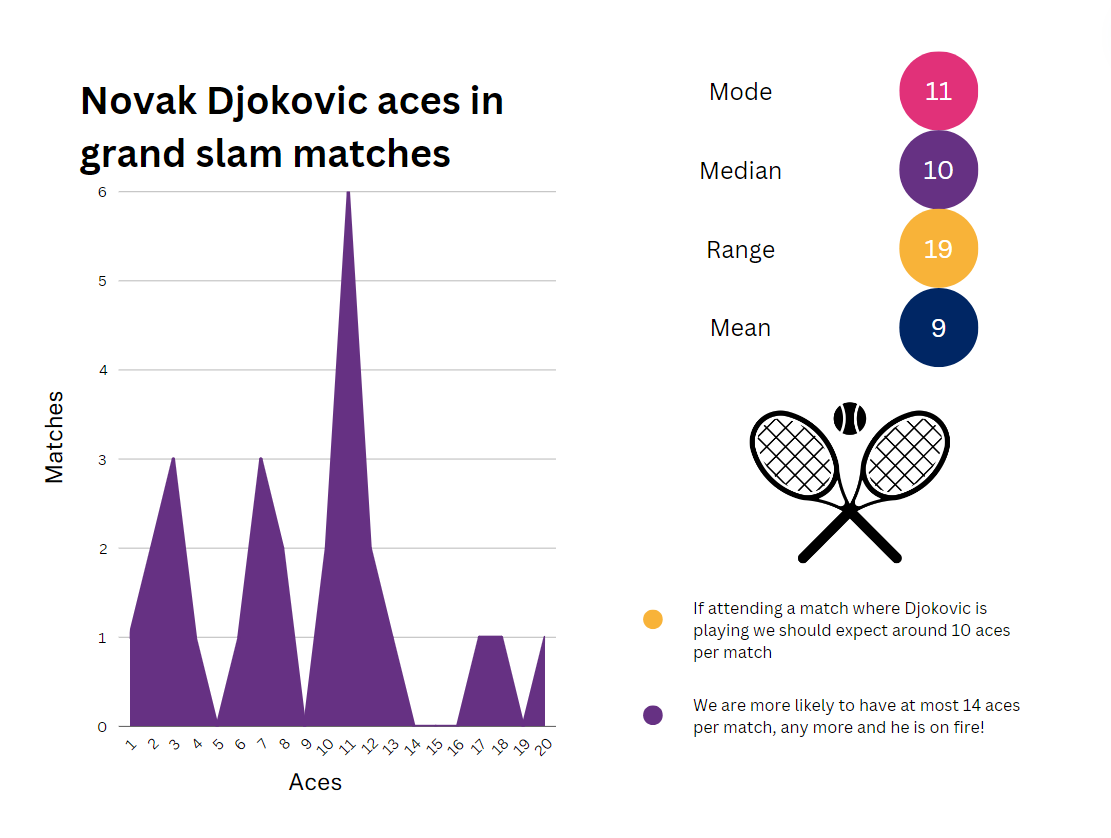 Novak Djokovic aces in
grand slam matches
6
5
4
3
2
1
0
Matches
1 2 3 4 5 6 7 8 9 10 11 12 13 14 15 16 17 18 19 20
Aces
Mode 11
Median 10
Range 19
Mean 9
If attending a match where Djokovic is
playing we should expect around 10 aces
per match
We are more likely to have at most 14 aces
per match, any more and he is on fire!